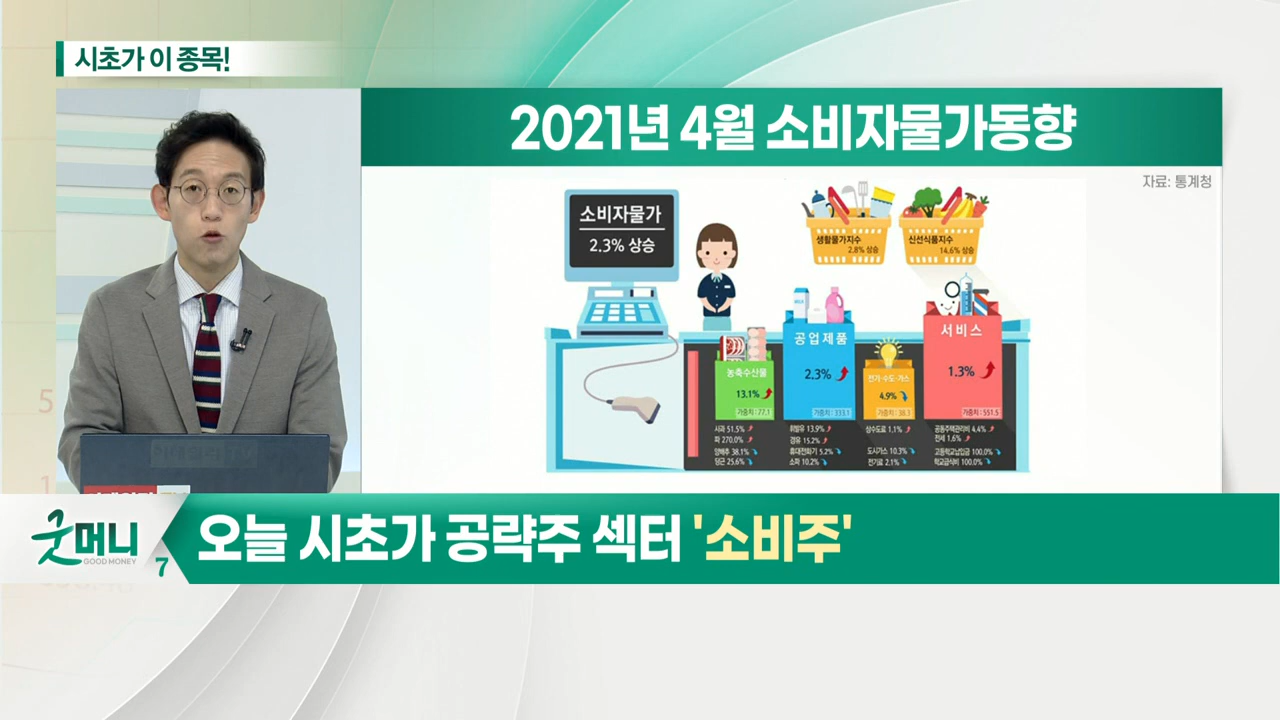 시초가 이 종목!
2021년 4월 소비자물가동향
자료: 통계청
소비자물가
2.3% 상승
생활물가지수
2.8% 상승
신선식품지수
14.6% 상승
농축수산물
13.1%
가중치 : 77.1
사과 51.5%
파 270.0%
양배추 38.1%
당근 25.6%
공업제품
2.3%
가중치 : 333.1
휘발유 13.9%
경유 15.2%
휴대전화기 5.2%
소파 10.2%
전기·수도·가스
4.9%
가중치 : 38.3
상수도료 1.1%
도시가스 10.3%
전기료 2.1%
서비스
1.3%
가중치 : 551.5
공동주택관리비 4.4%
전세 1.6%
고등학교납입금 100.0%
학교급식비 100.0%
굿머니
GOOD MONEY
7
오늘 시초가 공략주 섹터 '소비주'